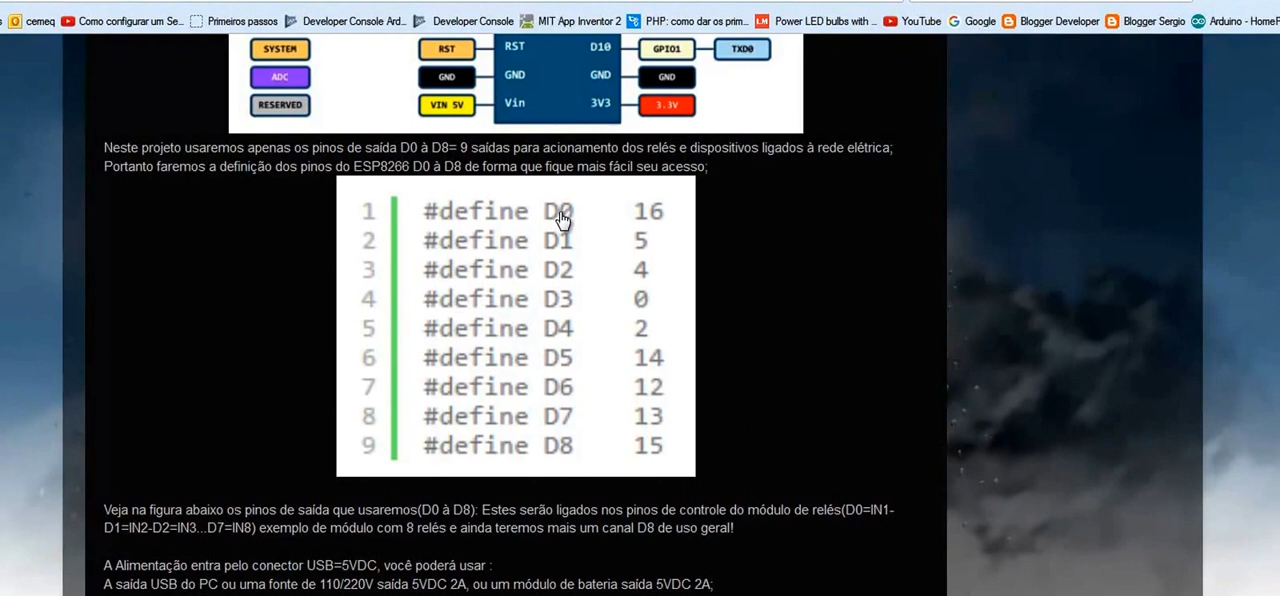 cemeq Como configurar um Se... Primeiros passos Developer Console Ard... Developer Console MIT App Inventor 2 PHP: como dar os prim... Power LED bulbs with ... YouTube Google Blogger Developer Blogger Sergio Arduino - HomeP
SYSTEM RST RST D10 GPIO1 TXD0
ADC GND GND GND GND
RESERVED VIN 5V Vin 3V3 3.3V
Neste projeto usaremos apenas os pinos de saída D0 à D8= 9 saídas para acionamento dos relés e dispositivos ligados à rede elétrica;
Portanto faremos a definição dos pinos do ESP8266 D0 à D8 de forma que fique mais fácil seu acesso;
1 #define D0 16
2 #define D1 5
3 #define D2 4
4 #define D3 0
5 #define D4 2
6 #define D5 14
7 #define D6 12
8 #define D7 13
9 #define D8 15
Veja na figura abaixo os pinos de saída que usaremos(D0 à D8): Estes serão ligados nos pinos de controle do módulo de relés(D0=IN1-
D1=IN2-D2=IN3...D7=IN8) exemplo de módulo com 8 relés e ainda teremos mais um canal D8 de uso geral!
A Alimentação entra pelo conector USB=5VDC, você poderá usar :
A saída USB do PC ou uma fonte de 110/220V saída 5VDC 2A, ou um módulo de bateria saída 5VDC 2A;